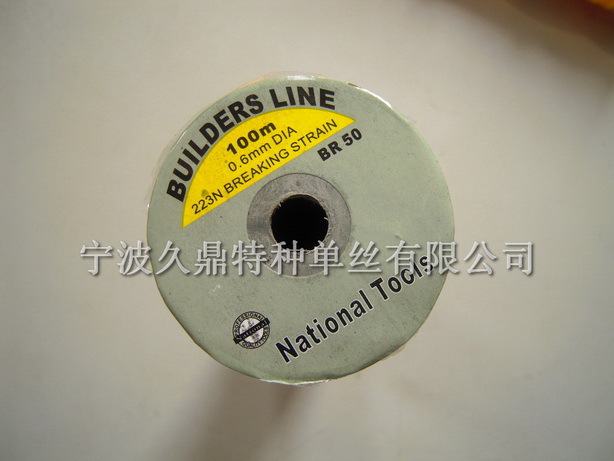 BUILDERS LINE
100m
0.6mm DIA
223N BREAKING STRAIN
BR 50
宁波久鼎特种单丝有限公司
National Tools
PROFESSIONAL